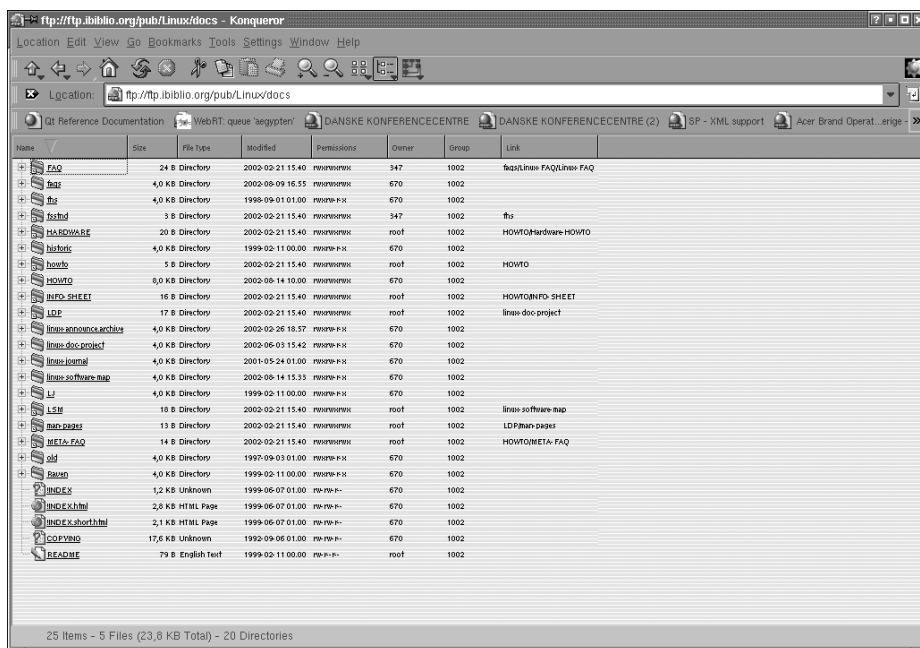 ftp://ftp.ibiblio.org/pub/Linux/docs - Konqueror
Location Edit View Go Bookmarks Tools Settings Window Help
Location: ftp://ftp.ibiblio.org/pub/Linux/docs
Qt Reference Documentation WebRT: queue 'aegypten' DANSKE KONFERENCECENTRE DANSKE KONFERENCECENTRE (2) SP - XML support Acer Brand Operat...erige -
Name Size File Type Modified Permissions Owner Group Link
FAQ 24 B Directory 2002-02-21 15.40 rwxrwxrwx 347 1002 faqs/Linux-FAQ/Linux-FAQ
faqs 4,0 KB Directory 2002-08-09 16.55 rwxrw-r-x 670 1002
fhs 4,0 KB Directory 1998-09-01 01.00 rwxrw-r-x 670 1002
fsstnd 3 B Directory 2002-02-21 15.40 rwxrwxrwx 347 1002 fhs
HARDWARE 20 B Directory 2002-02-21 15.40 rwxrwxrwx root 1002 HOWTO/Hardware-HOWTO
historic 4,0 KB Directory 1999-02-11 00.00 rwxrw-r-x 670 1002
howto 5 B Directory 2002-02-21 15.40 rwxrwxrwx root 1002 HOWTO
HOWTO 8,0 KB Directory 2002-08-14 10.00 rwxrwxrwx 670 1002
INFO-SHEET 16 B Directory 2002-02-21 15.40 rwxrwxrwx root 1002 HOWTO/INFO-SHEET
LDP 17 B Directory 2002-02-21 15.40 rwxrwxrwx root 1002 linux-doc-project
linux-announce.archive 4,0 KB Directory 2002-02-26 18.57 rwxrw-r-x 670 1002
linux-doc-project 4,0 KB Directory 2002-06-03 15.42 rwxrw-r-x 670 1002
linux-journal 4,0 KB Directory 2001-05-24 01.00 rwxrw-r-x 670 1002
linux-software-map 4,0 KB Directory 2002-08-14 15.33 rwxrw-r-x 670 1002
LJ 4,0 KB Directory 1999-02-11 00.00 rwxrw-r-x 670 1002
LSM 18 B Directory 2002-02-21 15.40 rwxrwxrwx root 1002 linux-software-map
man-pages 13 B Directory 2002-02-21 15.40 rwxrwxrwx root 1002 LDP/man-pages
META-FAQ 14 B Directory 2002-02-21 15.40 rwxrwxrwx root 1002 HOWTO/META-FAQ
old 4,0 KB Directory 1997-09-03 01.00 rwxrw-r-x 670 1002
Raven 4,0 KB Directory 1999-02-11 00.00 rwxrw-r-x 670 1002
!INDEX 1,2 KB Unknown 1999-06-07 01.00 rw-rw-r-- 670 1002
!INDEX.html 2,8 KB HTML Page 1999-06-07 01.00 rw-rw-r-- 670 1002
!INDEX.short.html 2,1 KB HTML Page 1999-06-07 01.00 rw-rw-r-- 670 1002
COPYING 17,6 KB Unknown 1992-09-06 01.00 rw-rw-r-- 670 1002
README 79 B English Text 1999-02-11 00.00 rw-r--r-- root 1002
25 Items - 5 Files (23,8 KB Total) - 20 Directories